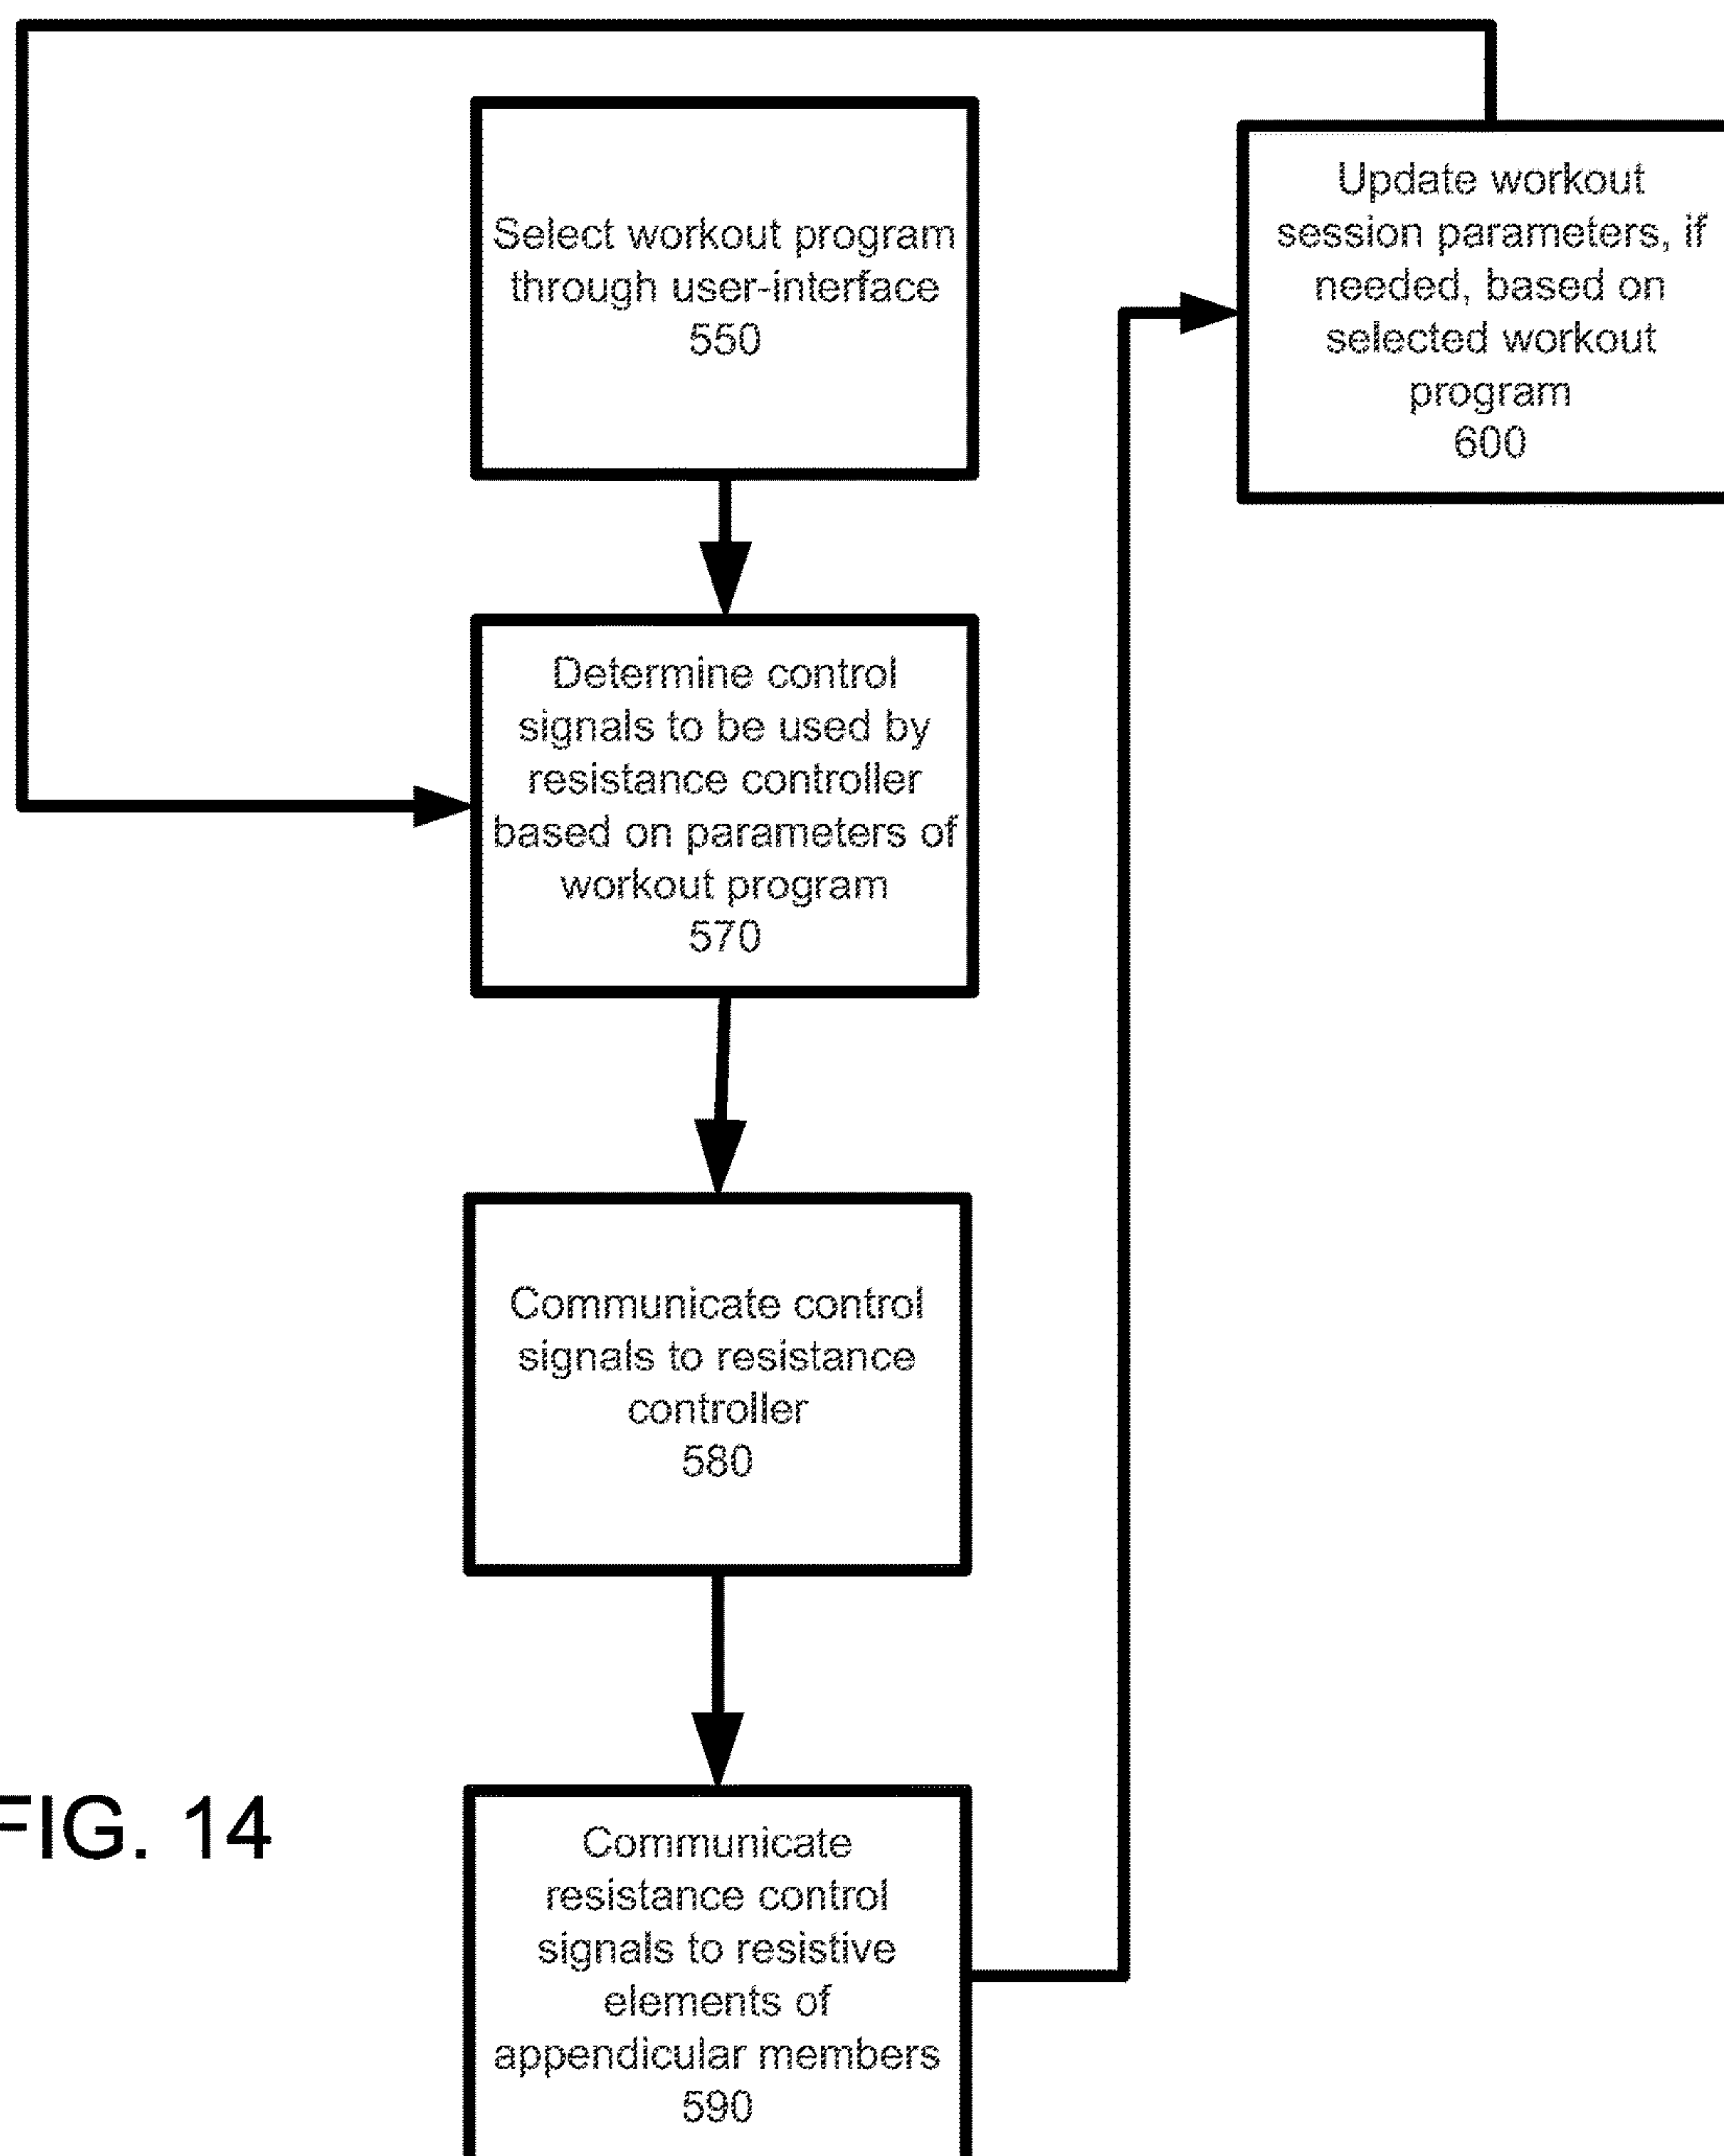 Select workout program
through user-interface
550
Update workout
session parameters, if
needed, based on
selected workout
program
600
Determine control
signals to be used by
resistance controller
based on parameters of
workout program
570
Communicate control
signals to resistance
controller
580
Communicate
resistance control
signals to resistive
elements of
appendicular members
590
FIG. 14